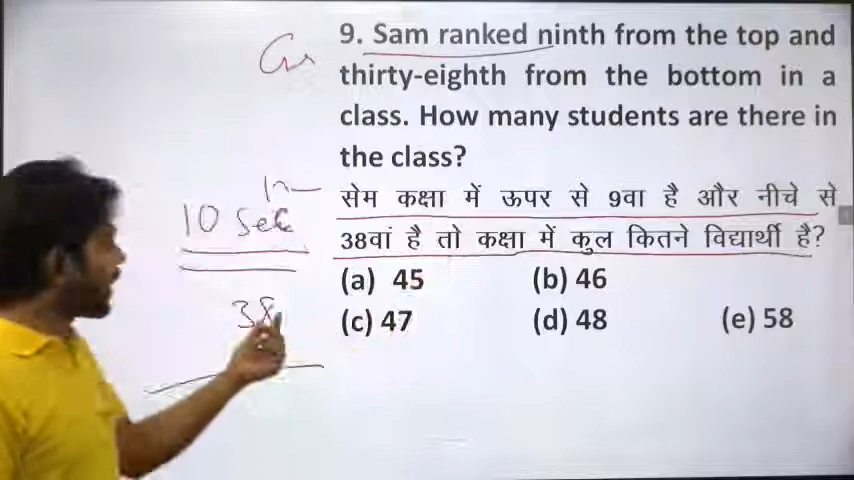 9. Sam ranked ninth from the top and
thirty-eighth from the bottom in a
class. How many students are there in
the class?
सेम कक्षा में ऊपर से 9वा है और नीचे से
38वां है तो कक्षा में कुल कितने विद्यार्थी है?
(a) 45 (b) 46
(c) 47 (d) 48 (e) 58
10 Sec
38